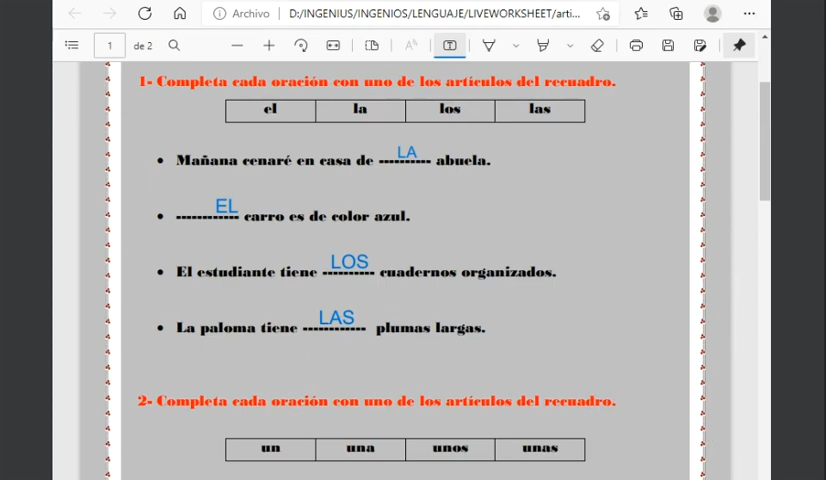 Archivo D:/INGENIUS/INGENIOS/LENGUAJE/LIVEWORKSHEET/arti...
1 de 2
1- Completa cada oración con uno de los artículos del recuadro.
el la los las
• Mañana cenaré en casa de ---------- abuela.
LA
• ------------ carro es de color azul.
EL
• El estudiante tiene ---------- cuadernos organizados.
LOS
• La paloma tiene ------------ plumas largas.
LAS
2- Completa cada oración con uno de los artículos del recuadro.
un una unos unas